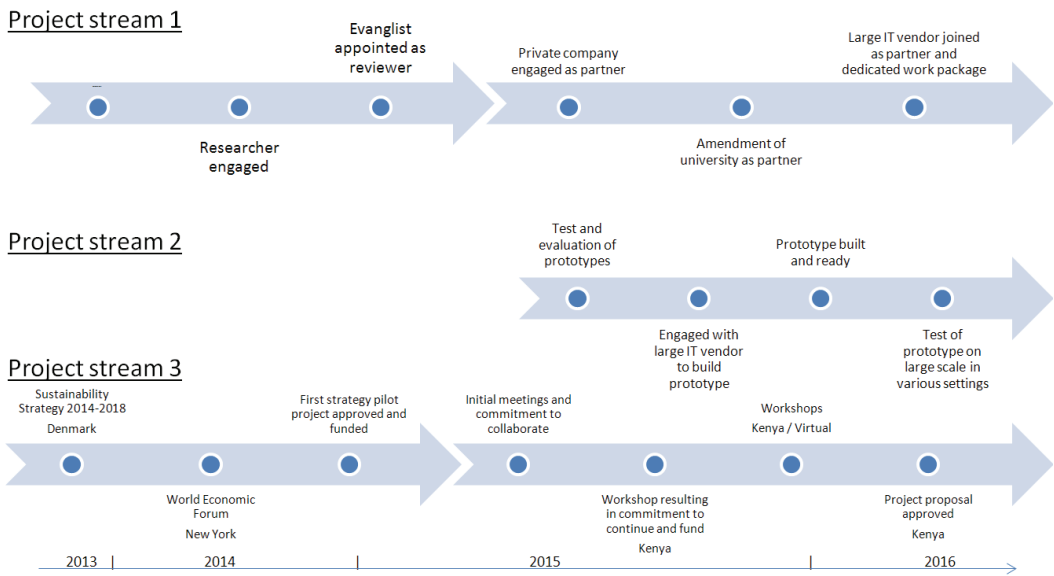 Project stream 1
Evanglist
appointed as
reviewer
Private company
engaged as partner
Large IT vendor joined
as partner and
dedicated work package
Researcher
engaged
Amendment of
university as partner
Project stream 2
Test and
evaluation of
prototypes
Prototype built
and ready
Engaged with
large IT vendor
to build
prototype
Test of
prototype on
large scale in
various settings
Project stream 3
Sustainability
Strategy 2014-2018
Denmark
First strategy pilot
project approved and
funded
Initial meetings and
commitment to
collaborate
Workshops
Kenya / Virtual
World Economic
Forum
New York
Workshop resulting
in commitment to
continue and fund
Kenya
Project proposal
approved
Kenya
2013 | 2014 | 2015 | 2016